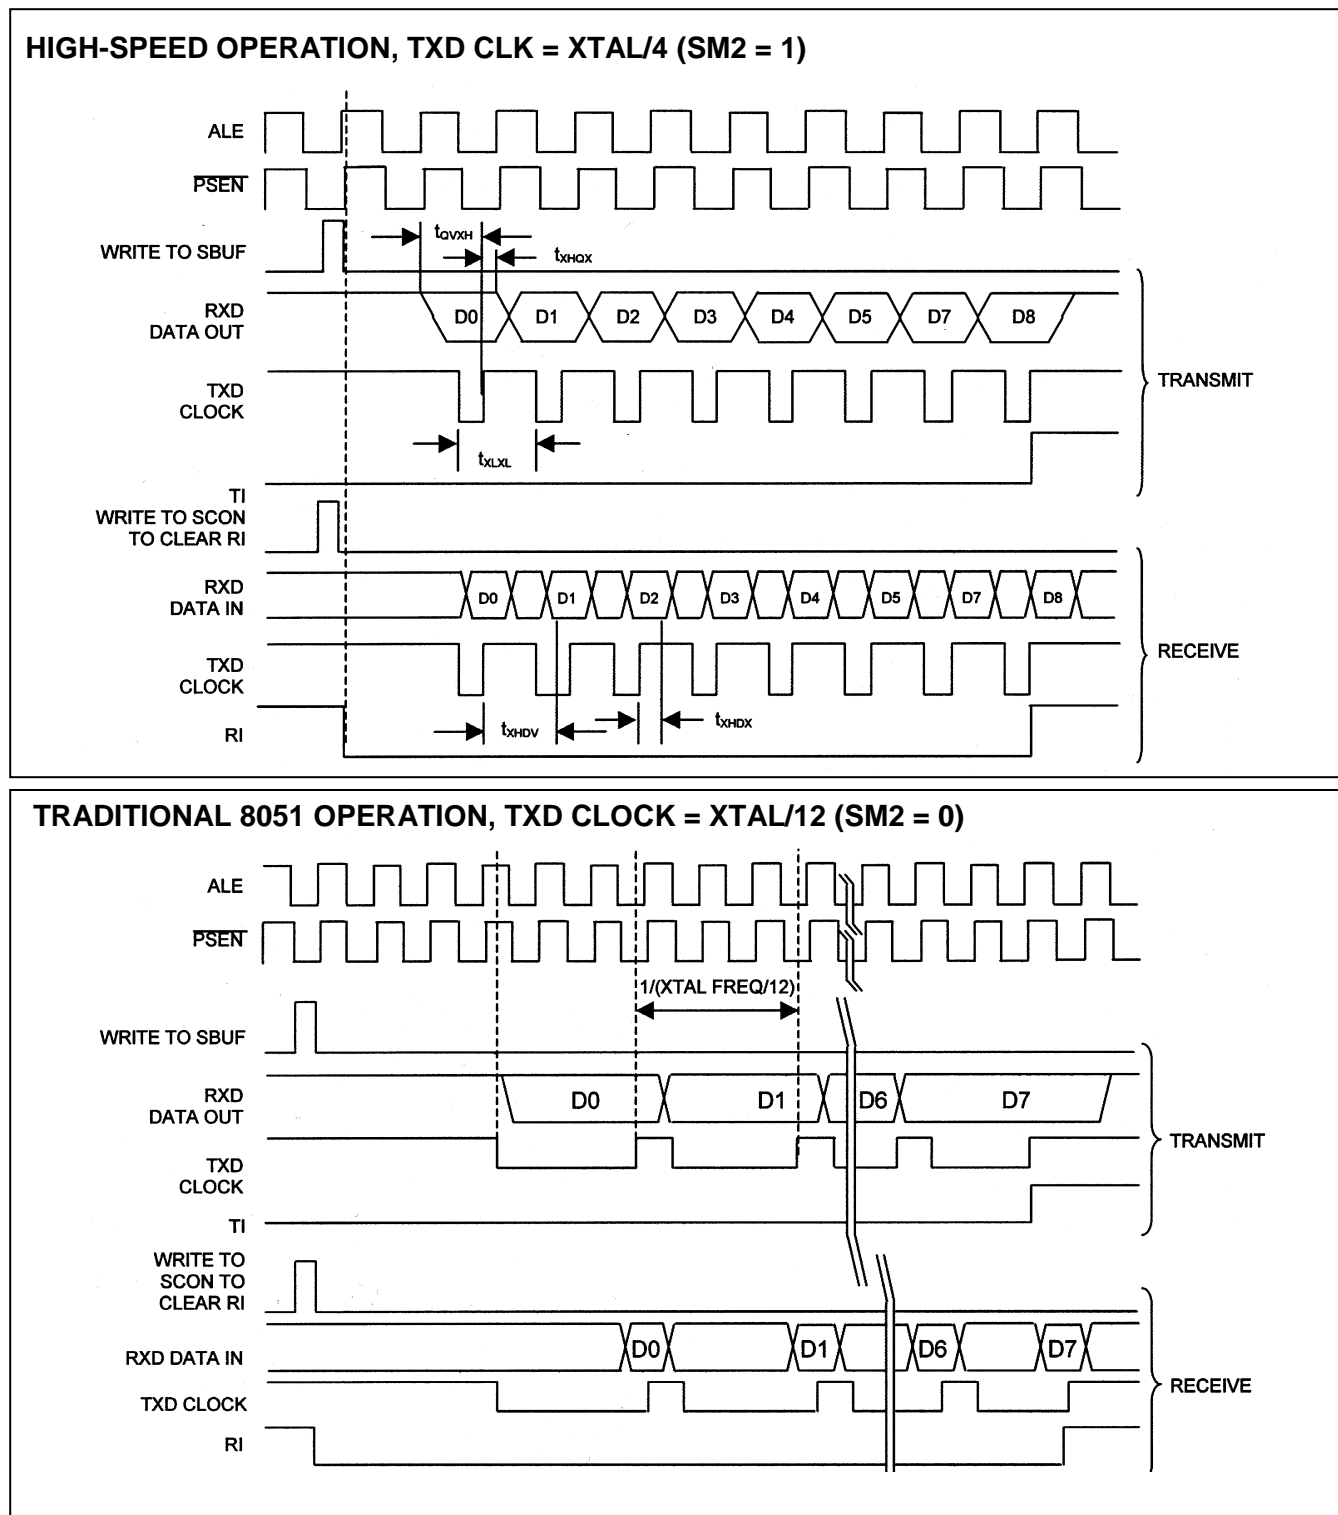 HIGH-SPEED OPERATION, TXD CLK = XTAL/4 (SM2 = 1)
ALE
PSEN
WRITE TO SBUF
tQVXH
tXHQX
RXD
DATA OUT
D0 D1 D2 D3 D4 D5 D7 D8
TXD
CLOCK
TRANSMIT
tXLXL
TI
WRITE TO SCON
TO CLEAR RI
RXD
DATA IN
D0 D1 D2 D3 D4 D5 D7 D8
TXD
CLOCK
RECEIVE
RI
tXHDV
tXHDX
TRADITIONAL 8051 OPERATION, TXD CLOCK = XTAL/12 (SM2 = 0)
ALE
PSEN
1/(XTAL FREQ/12)
WRITE TO SBUF
RXD
DATA OUT
D0 D1 D6 D7
TXD
CLOCK
TRANSMIT
TI
WRITE TO
SCON TO
CLEAR RI
RXD DATA IN
D0 D1 D6 D7
TXD CLOCK
RECEIVE
RI